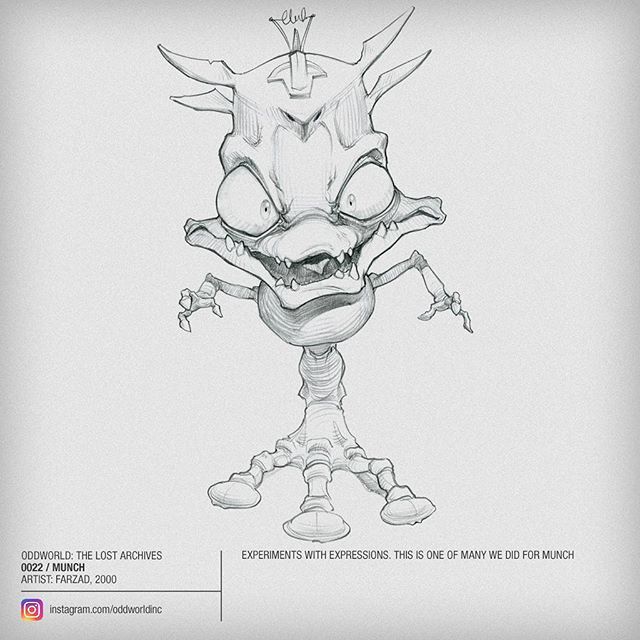 ODDWORLD: THE LOST ARCHIVES
0022 / MUNCH
ARTIST: FARZAD, 2000
instagram.com/oddworldinc
EXPERIMENTS WITH EXPRESSIONS. THIS IS ONE OF MANY WE DID FOR MUNCH